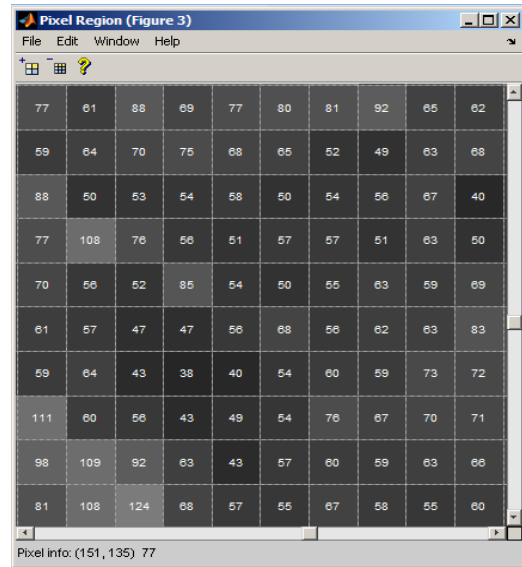 Pixel Region (Figure 3)
File Edit Window Help
77 61 88 69 77 80 81 92 65 62
59 64 70 75 68 65 52 49 63 68
88 50 53 54 58 50 54 56 67 40
77 108 76 56 51 57 57 51 63 50
70 56 52 85 54 50 55 63 59 69
61 57 47 47 56 68 56 62 63 83
59 64 43 38 40 54 60 59 73 72
111 60 56 43 49 54 76 67 70 71
98 109 92 63 43 57 60 59 63 66
81 108 124 68 57 55 67 58 55 60
Pixel info: (151, 135) 77